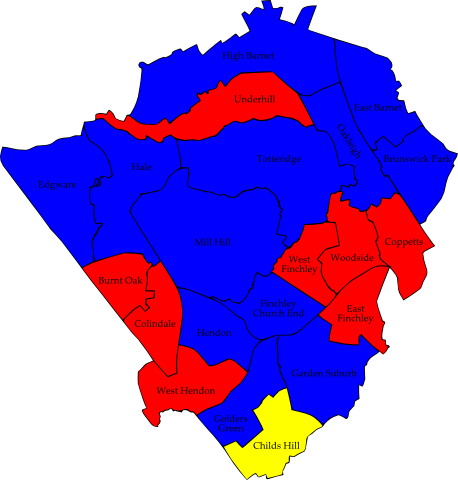 High Barnet
Underhill
East Barnet
Oakleigh
Brunswick Park
Totteridge
Hale
Edgware
Mill Hill
Coppetts
Woodside
West
Finchley
Burnt Oak
Finchley
Church End
East
Finchley
Colindale
Hendon
Garden Suburb
West Hendon
Golders
Green
Childs Hill